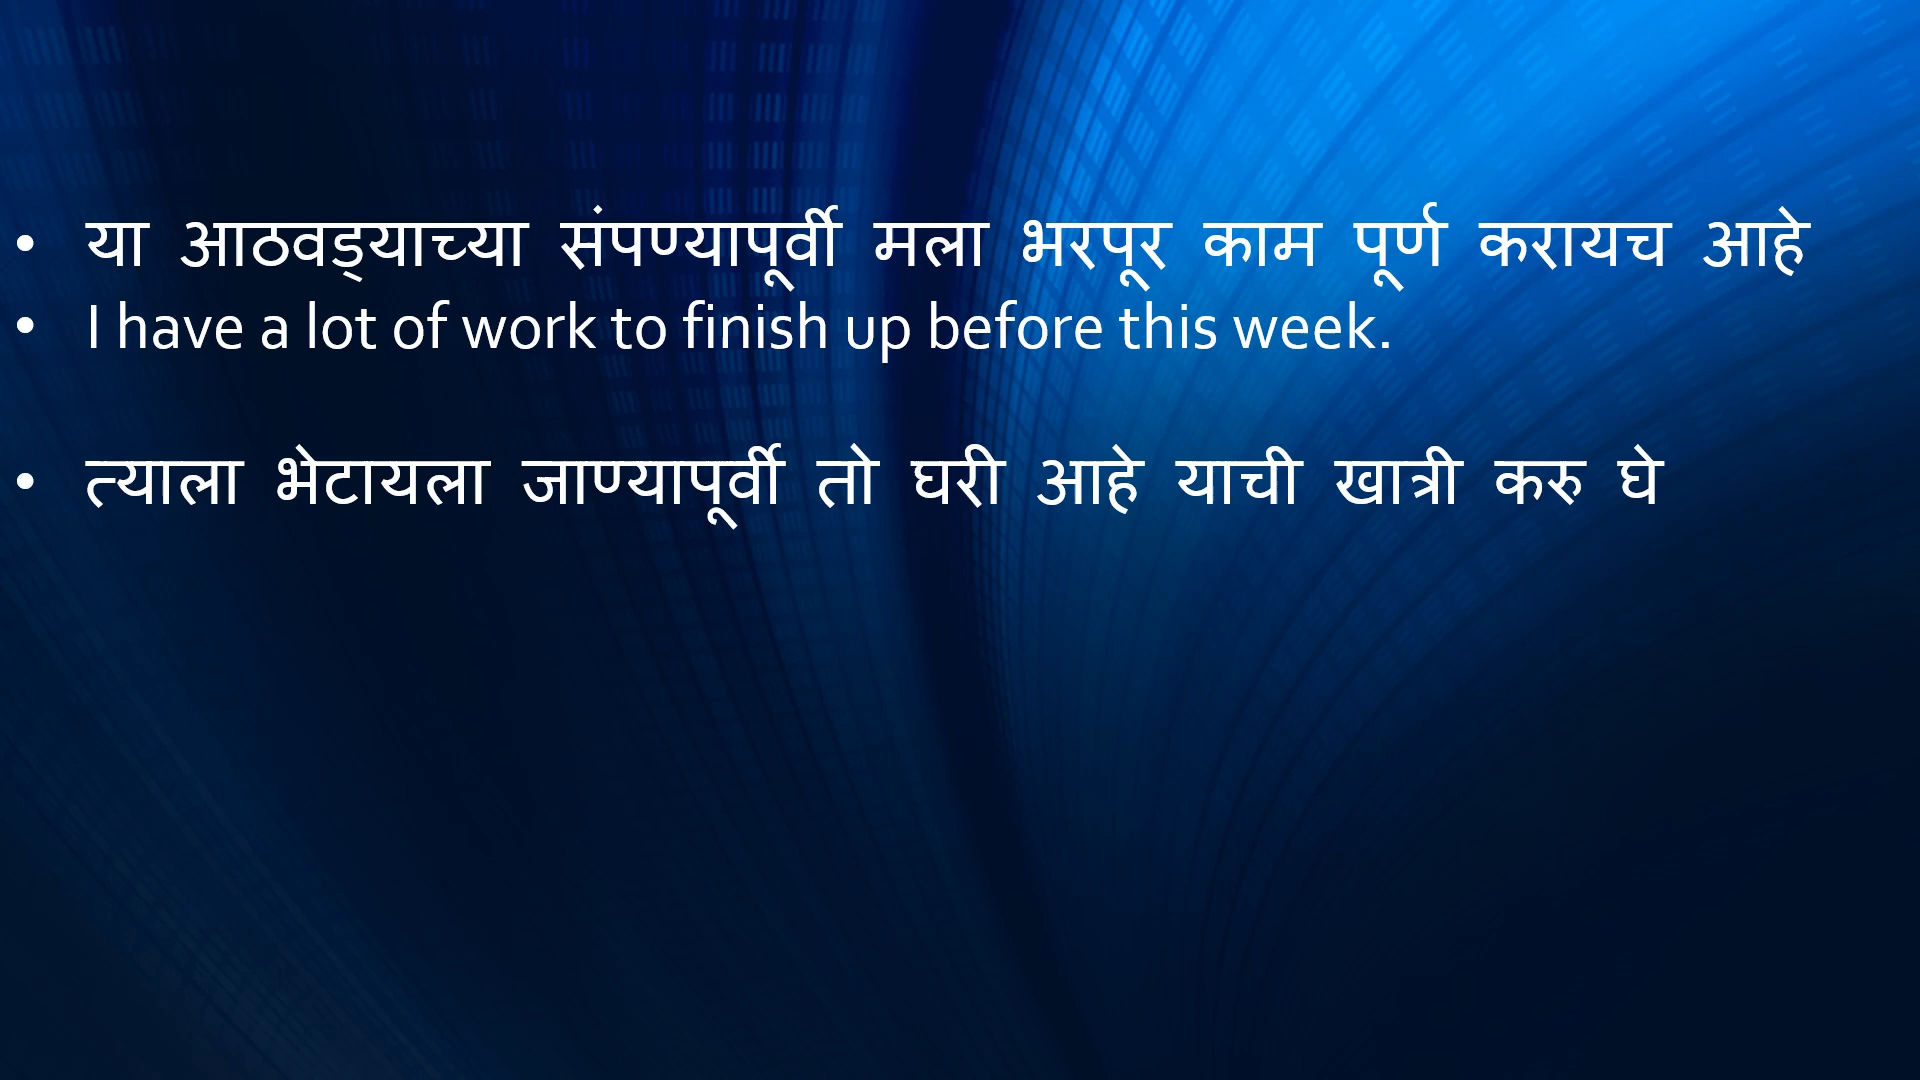 • या आठवड्याच्या संपण्यापूर्वी मला भरपूर काम पूर्ण करायच आहे
• I have a lot of work to finish up before this week.
• त्याला भेटायला जाण्यापूर्वी तो घरी आहे याची खात्री करु घे